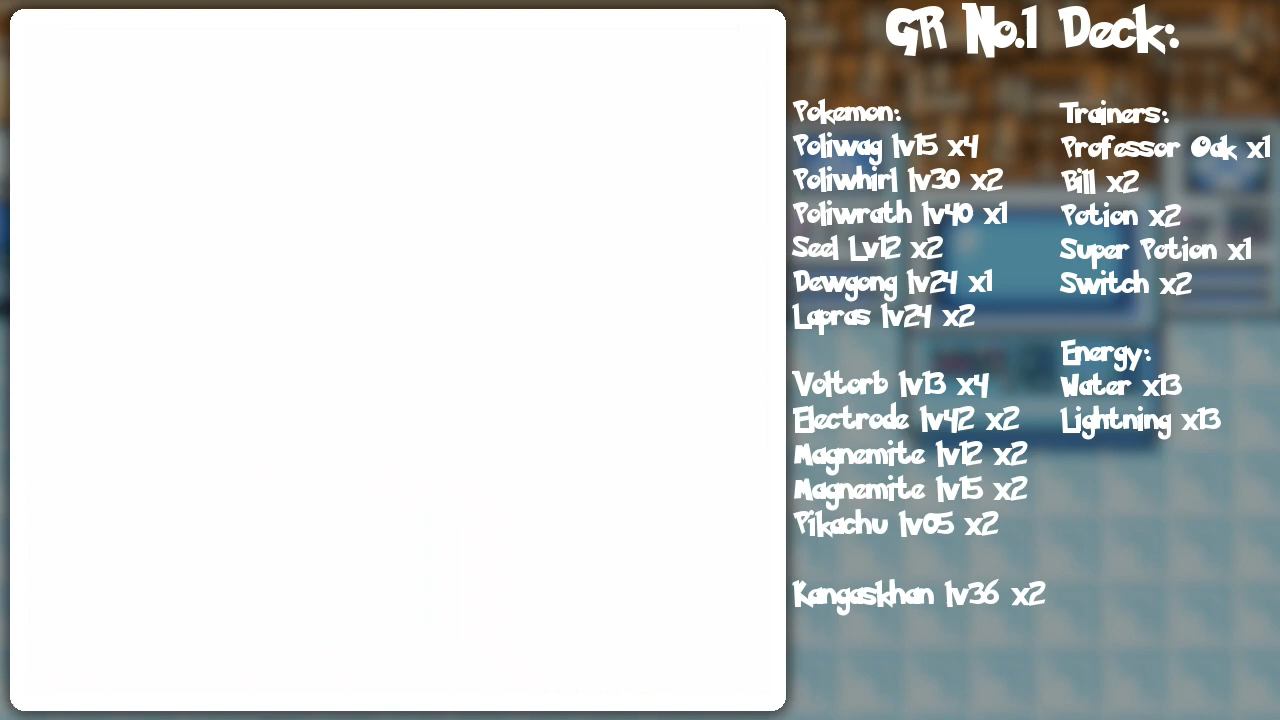 GR No.1 Deck:
Pokemon:
Poliwag lv15 x4
Poliwhirl lv30 x2
Poliwrath lv40 x1
Seel Lv12 x2
Dewgong lv24 x1
Lapras lv24 x2
Voltorb lv13 x4
Electrode lv42 x2
Magnemite lv12 x2
Magnemite lv15 x2
Pikachu lv05 x2
Kangaskhan lv36 x2
Trainers:
Professor Oak x1
Bill x2
Potion x2
Super Potion x1
Switch x2
Energy:
Water x13
Lightning x13